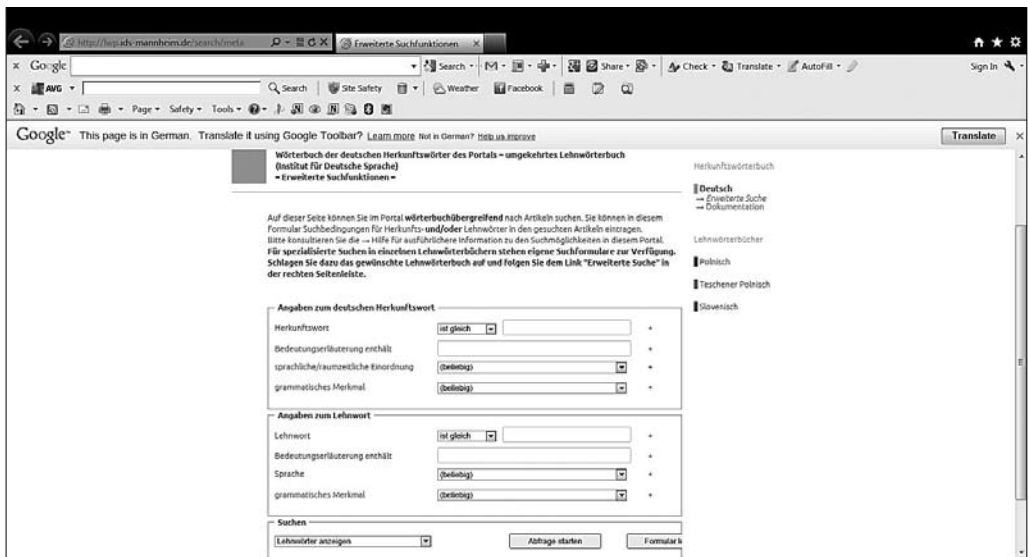 http://lwp.ids-mannheim.de/search/meta
Erweiterte Suchfunktionen
x Google Search Share Check Translate AutoFill Sign In
x AVG Search Site Safety Weather Facebook
Page Safety Tools
Google™ This page is in German. Translate it using Google Toolbar? Learn more Not in German? Help us improve Translate x
Wörterbuch der deutschen Herkunftswörter des Portals – umgekehrtes Lehnwörterbuch
(Institut für Deutsche Sprache)
– Erweiterte Suchfunktionen –
Auf dieser Seite können Sie im Portal wörterbuchübergreifend nach Artikeln suchen. Sie können in diesem
Formular Suchbedingungen für Herkunfts- und/oder Lehnwörter in den gesuchten Artikeln eintragen.
Bitte konsultieren Sie die → Hilfe für ausführlichere Information zu den Suchmöglichkeiten in diesem Portal.
Für spezialisierte Suchen in einzelnen Lehnwörterbüchern stehen eigene Suchformulare zur Verfügung.
Schlagen Sie dazu das gewünschte Lehnwörterbuch auf und folgen Sie dem Link "Erweiterte Suche" in
der rechten Seitenleiste.
Herkunftswörterbuch
Deutsch
→ Erweiterte Suche
→ Dokumentation
Lehnwörterbücher
Polnisch
Teschener Polnisch
Slovenisch
Angaben zum deutschen Herkunftswort
Herkunftswort ist gleich +
Bedeutungserläuterung enthält +
sprachliche/raumzeitliche Einordnung (beliebig) +
grammatisches Merkmal (beliebig) +
Angaben zum Lehnwort
Lehnwort ist gleich +
Bedeutungserläuterung enthält +
Sprache (beliebig) +
grammatisches Merkmal (beliebig) +
Suchen
Lehnwörter anzeigen Abfrage starten Formular